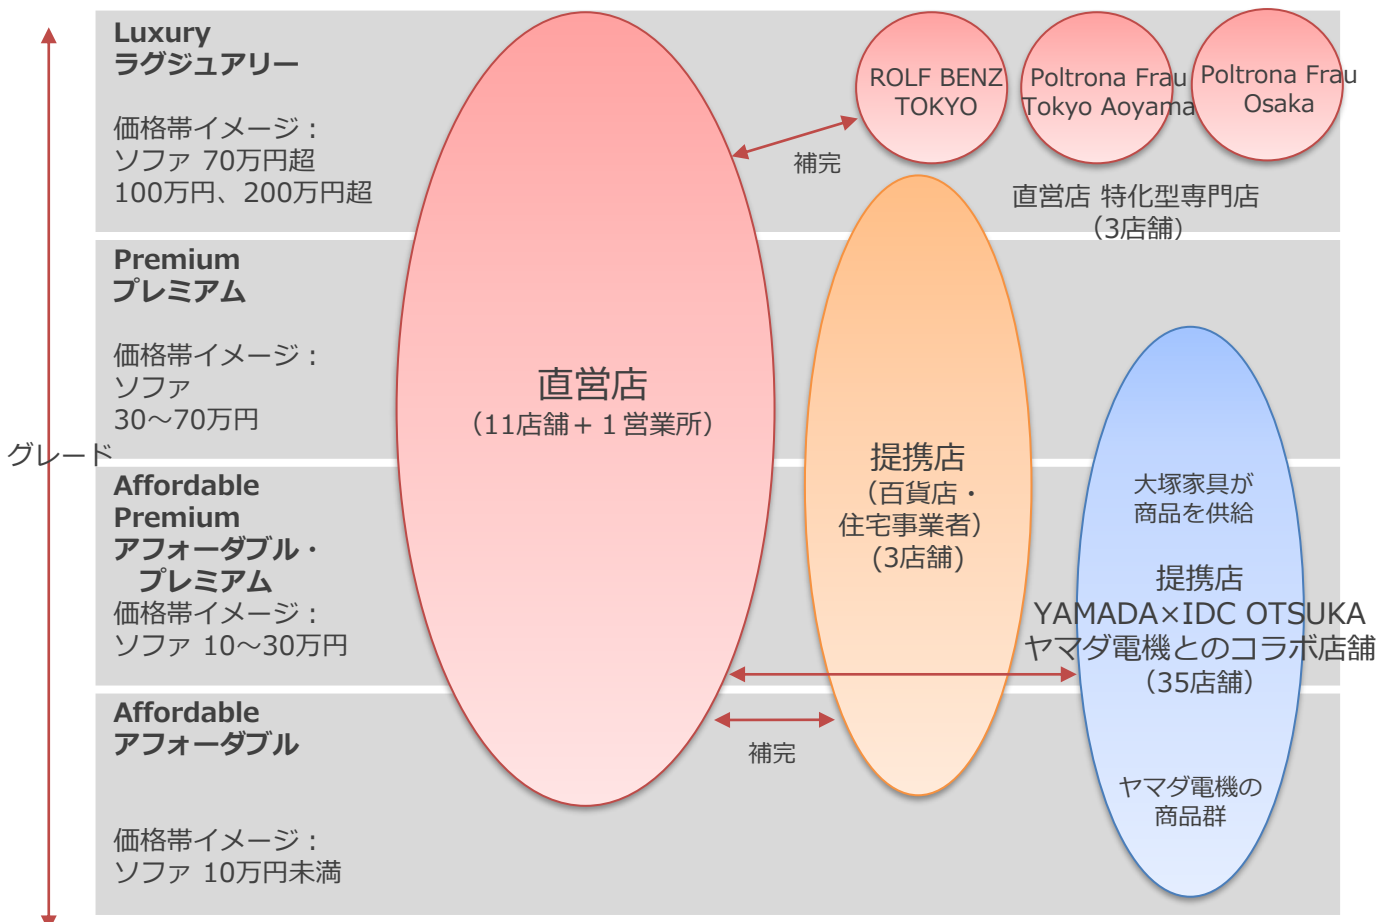 グレード
Luxury
ラグジュアリー
価格帯イメージ：
ソファ 70万円超
100万円、200万円超
Premium
プレミアム
価格帯イメージ：
ソファ
30～70万円
Affordable
Premium
アフォーダブル・
プレミアム
価格帯イメージ：
ソファ 10～30万円
Affordable
アフォーダブル
価格帯イメージ：
ソファ 10万円未満
直営店
（11店舗＋１営業所）
補完
ROLF BENZ
TOKYO
Poltrona Frau
Tokyo Aoyama
Poltrona Frau
Osaka
直営店 特化型専門店
（3店舗）
提携店
（百貨店・
住宅事業者）
(3店舗)
補完
大塚家具が
商品を供給
提携店
YAMADA×IDC OTSUKA
ヤマダ電機とのコラボ店舗
（35店舗）
ヤマダ電機の
商品群